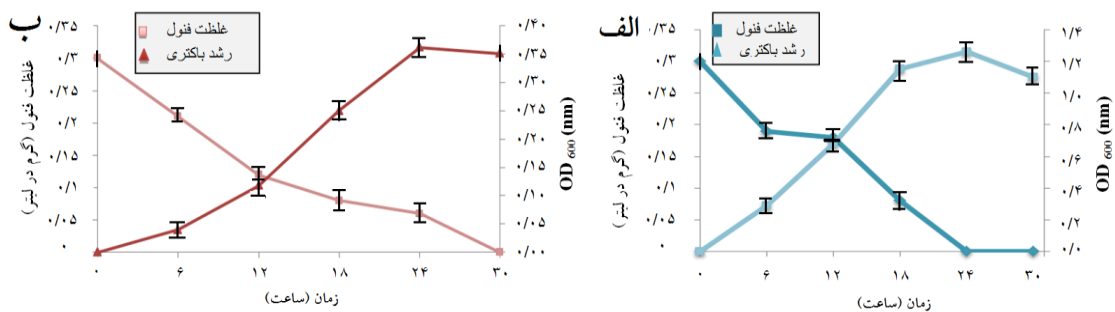 الف
غلظت فنول
رشد باکتری
غلظت فنول (گرم در لیتر)
۰/۳۵
۰/۳
۰/۲۵
۰/۲
۰/۱۵
۰/۱
۰/۰۵
۰
OD 600 (nm)
۱/۴
۱/۲
۱/۰
۰/۸
۰/۶
۰/۴
۰/۲
۰/۰
۰ ۶ ۱۲ ۱۸ ۲۴ ۳۰
زمان (ساعت)
ب
غلظت فنول
رشد باکتری
غلظت فنول (گرم در لیتر)
۰/۳۵
۰/۳
۰/۲۵
۰/۲
۰/۱۵
۰/۱
۰/۰۵
۰
OD 600 (nm)
۰/۴۰
۰/۳۵
۰/۳۰
۰/۲۵
۰/۲۰
۰/۱۵
۰/۱۰
۰/۰۵
۰/۰۰
۰ ۶ ۱۲ ۱۸ ۲۴ ۳۰
زمان (ساعت)